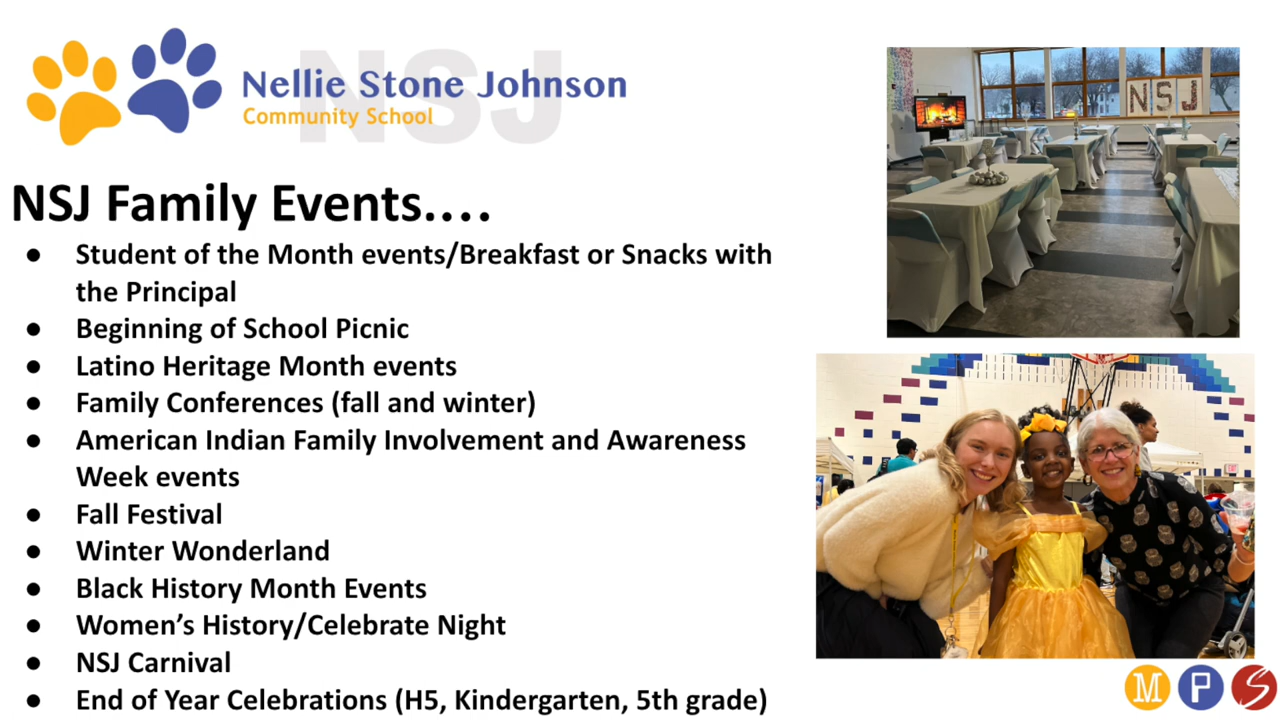 NSJ
Nellie Stone Johnson
Community School
NSJ Family Events....
● Student of the Month events/Breakfast or Snacks with
the Principal
● Beginning of School Picnic
● Latino Heritage Month events
● Family Conferences (fall and winter)
● American Indian Family Involvement and Awareness
Week events
● Fall Festival
● Winter Wonderland
● Black History Month Events
● Women’s History/Celebrate Night
● NSJ Carnival
● End of Year Celebrations (H5, Kindergarten, 5th grade)
NSJ
MPS